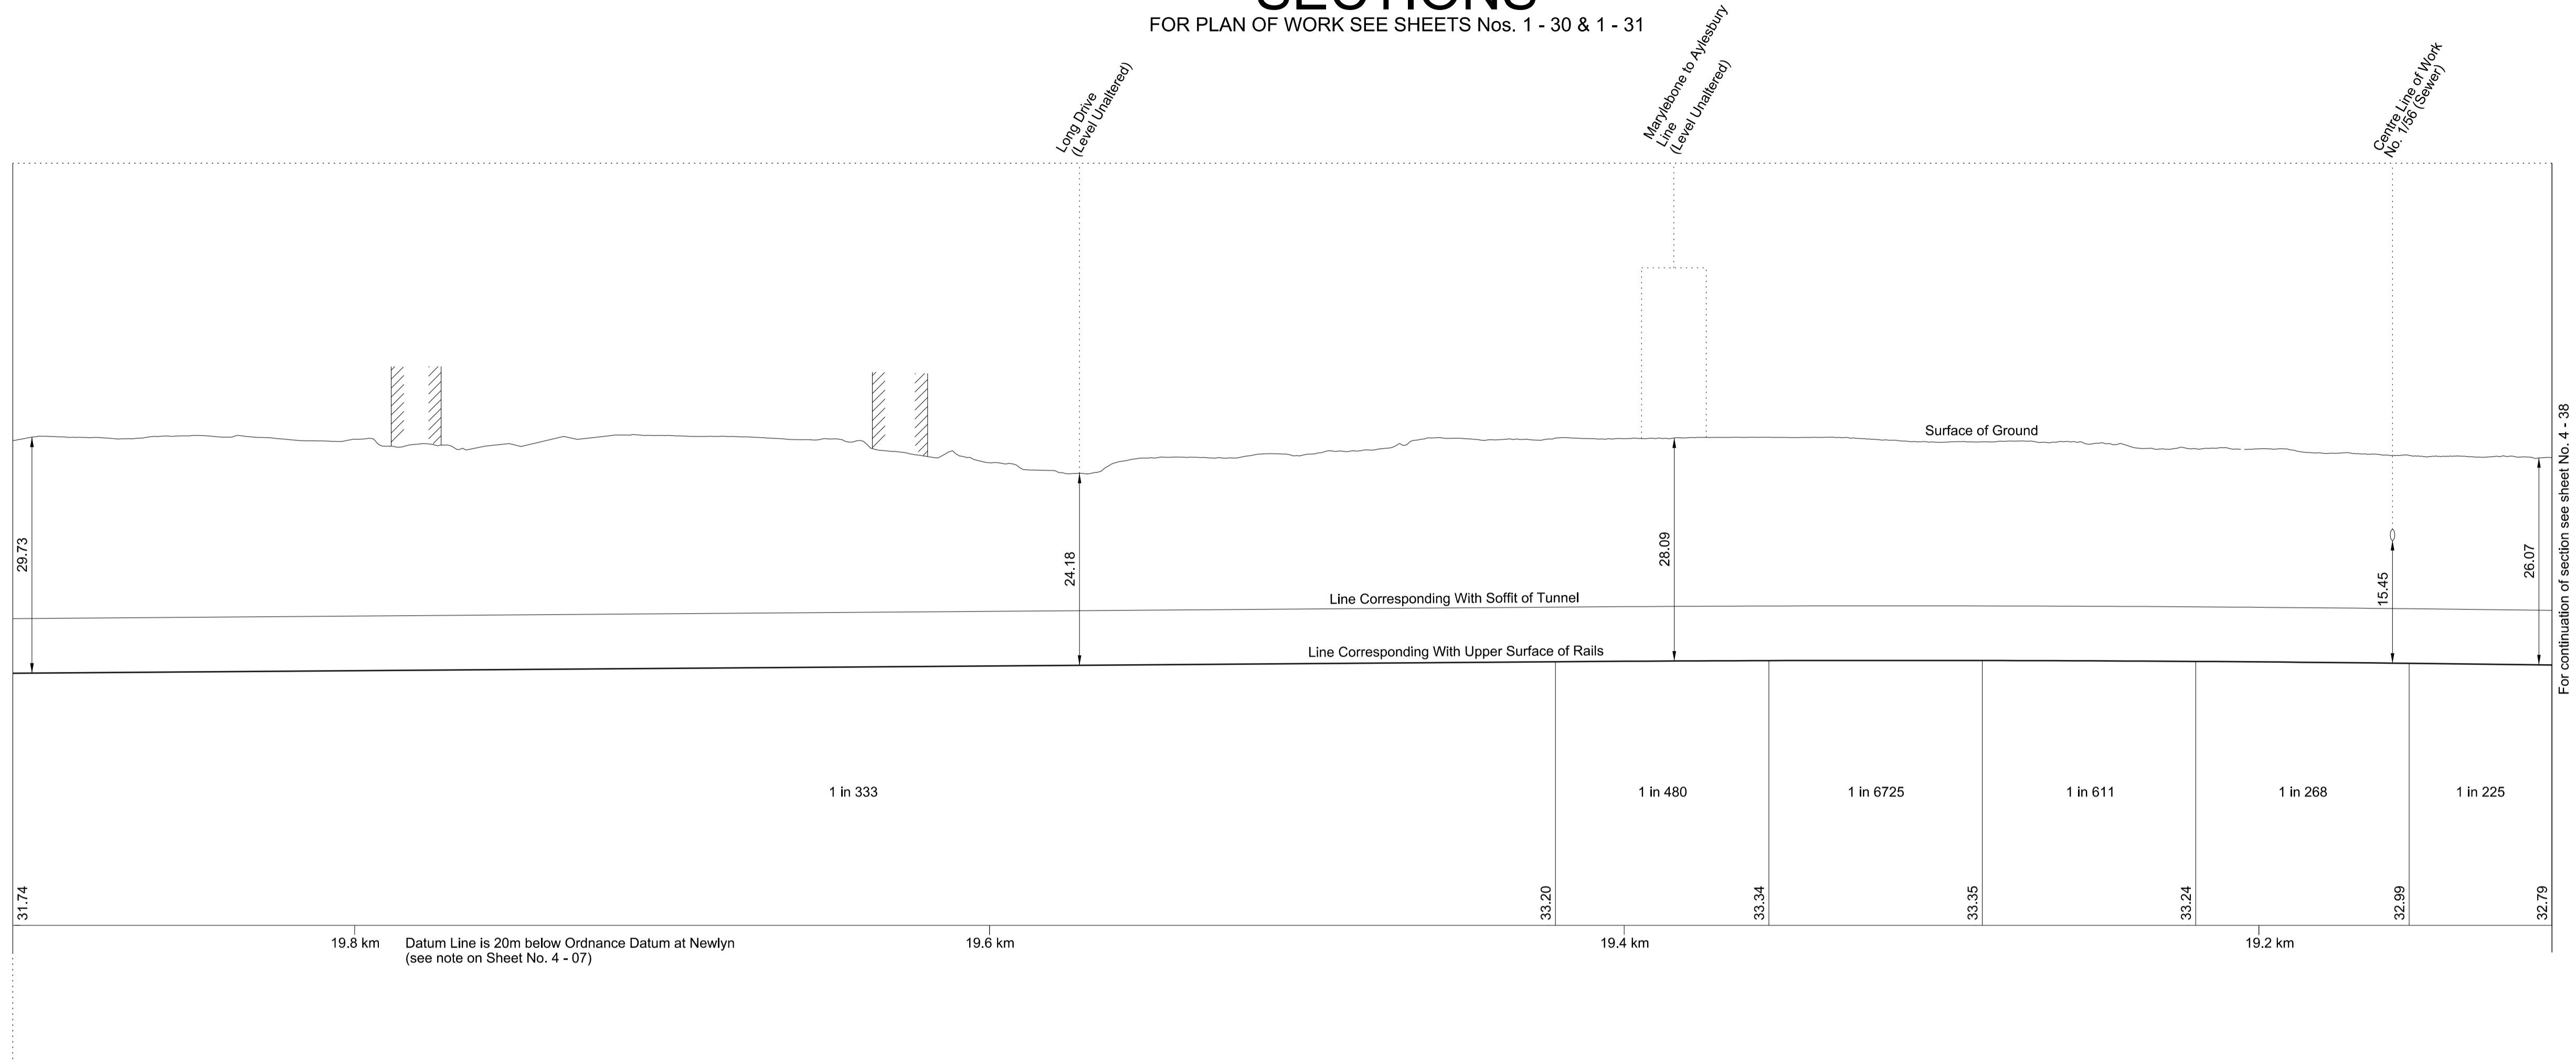 SECTIONS
FOR PLAN OF WORK SEE SHEETS Nos. 1 - 30 & 1 - 31
Long Drive
(Level Unaltered)
Marylebone to Aylesbury
Line
(Level Unaltered)
Centre Line of Work
No. 1/56 (Sewer)
Surface of Ground
29.73
24.18
28.09
15.45
26.07
Line Corresponding With Soffit of Tunnel
Line Corresponding With Upper Surface of Rails
For continuation of section see sheet No. 4 - 38
1 in 333
1 in 480
1 in 6725
1 in 611
1 in 268
1 in 225
31.74
33.20
33.34
33.35
33.24
32.99
32.79
19.8 km
19.6 km
19.4 km
19.2 km
Datum Line is 20m below Ordnance Datum at Newlyn
(see note on Sheet No. 4 - 07)